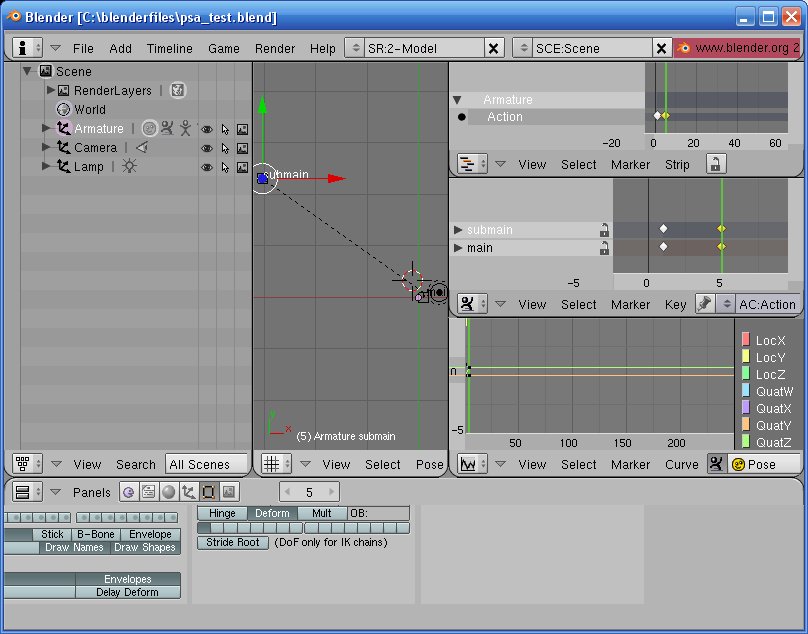 Blender [C:\blenderfiles\psa_test.blend]
File Add Timeline Game Render Help SR:2-Model SCE:Scene www.blender.org 2
Scene
RenderLayers
World
Armature
Camera
Lamp
View Search All Scenes
submain
(5) Armature submain
y
x
View Select Pose
Armature
Action
-20 0 20 40 60
View Select Marker Strip
submain
main
-5 0 5
View Select Marker Key AC:Action
LocX
LocY
LocZ
QuatW
QuatX
QuatY
QuatZ
-5
50 100 150 200
View Select Marker Curve Pose
Panels 5
Stick B-Bone Envelope
Draw Names Draw Shapes
Envelopes
Delay Deform
Hinge Deform Mult OB:
Stride Root (DoF only for IK chains)